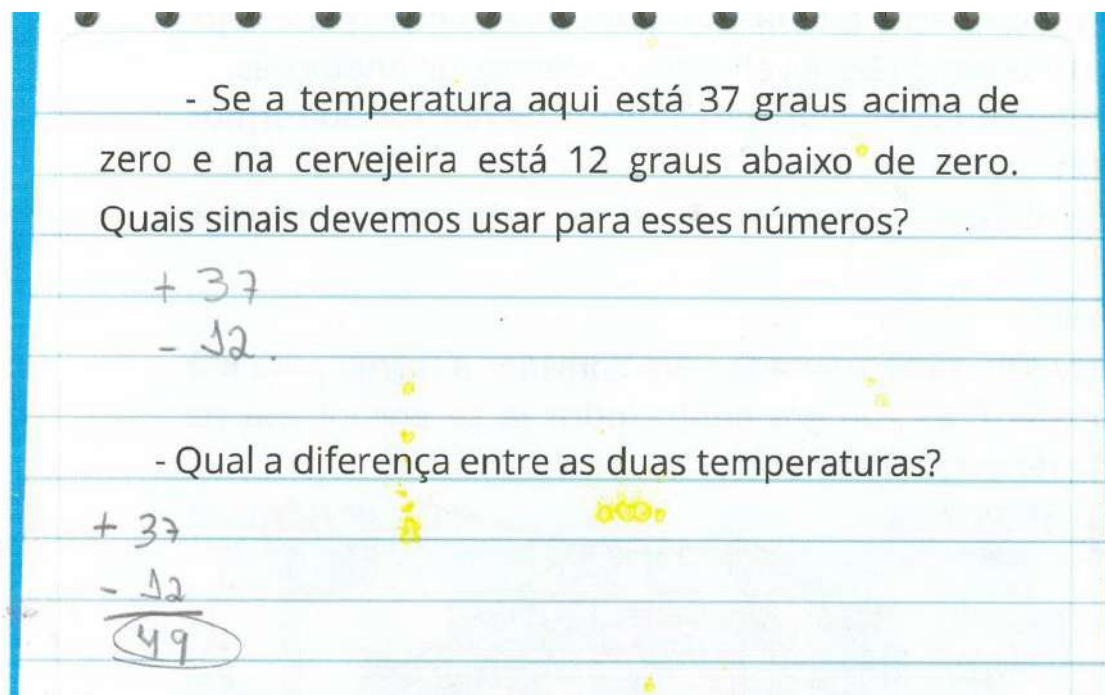 - Se a temperatura aqui está 37 graus acima de
zero e na cervejeira está 12 graus abaixo de zero.
Quais sinais devemos usar para esses números?
+ 37
- 12.
- Qual a diferença entre as duas temperaturas?
+ 37
- 12
49